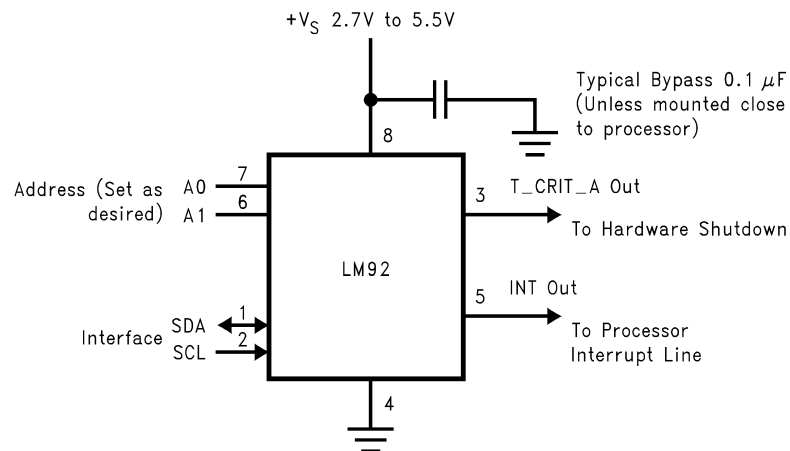 +VS 2.7V to 5.5V
Typical Bypass 0.1 μF
(Unless mounted close
to processor)
8
Address (Set as
desired)
A0
7
A1
6
3
T_CRIT_A Out
To Hardware Shutdown
LM92
5
INT Out
To Processor
Interrupt Line
Interface
SDA
1
SCL
2
4